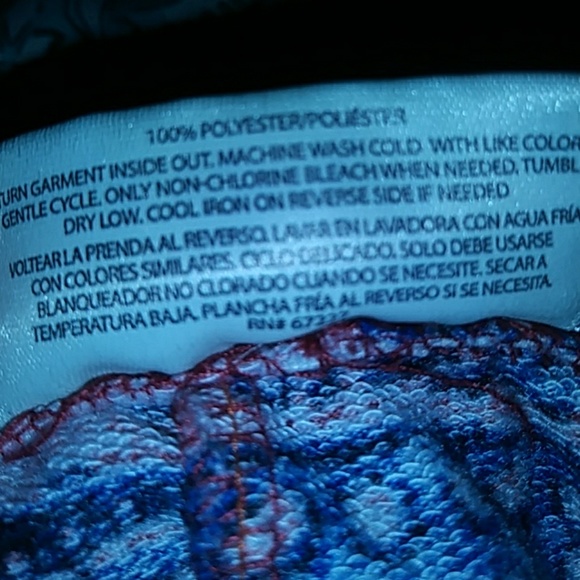 100% POLYESTER/POLIÉSTER
TURN GARMENT INSIDE OUT. MACHINE WASH COLD. WITH LIKE COLOR
GENTLE CYCLE. ONLY NON-CHLORINE BLEACH WHEN NEEDED. TUMBL
DRY LOW. COOL IRON ON REVERSE SIDE IF NEEDED
VOLTEAR LA PRENDA AL REVERSO. LAVAR EN LAVADORA CON AGUA FRÍA
CON COLORES SIMILARES. CICLO DELICADO. SOLO DEBE USARSE
BLANQUEADOR NO CLORADO CUANDO SE NECESITE. SECAR A
TEMPERATURA BAJA. PLANCHA FRÍA AL REVERSO SI SE NECESITA.
RN#